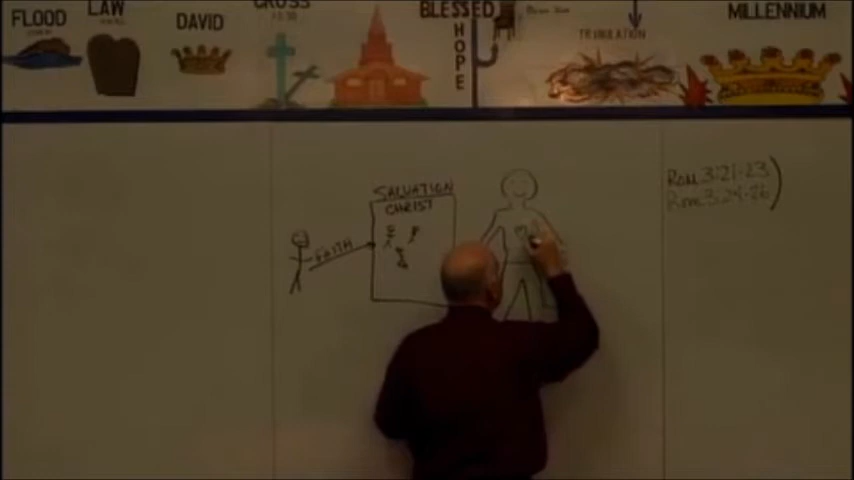 FLOOD
LAW
DAVID
CROSS
BLESSED
HOPE
TRIBULATION
MILLENNIUM
SALVATION
CHRIST
FAITH
Rom 3:21-23
Rom 3:24-26